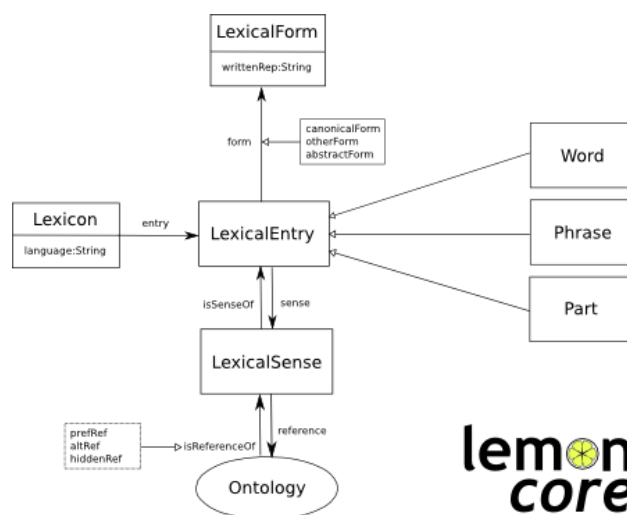 LexicalForm
writtenRep:String
form
canonicalForm
otherForm
abstractForm
Word
Lexicon
language:String
entry
LexicalEntry
Phrase
Part
isSenseOf
sense
LexicalSense
prefRef
altRef
hiddenRef
isReferenceOf
reference
Ontology
lemon
core